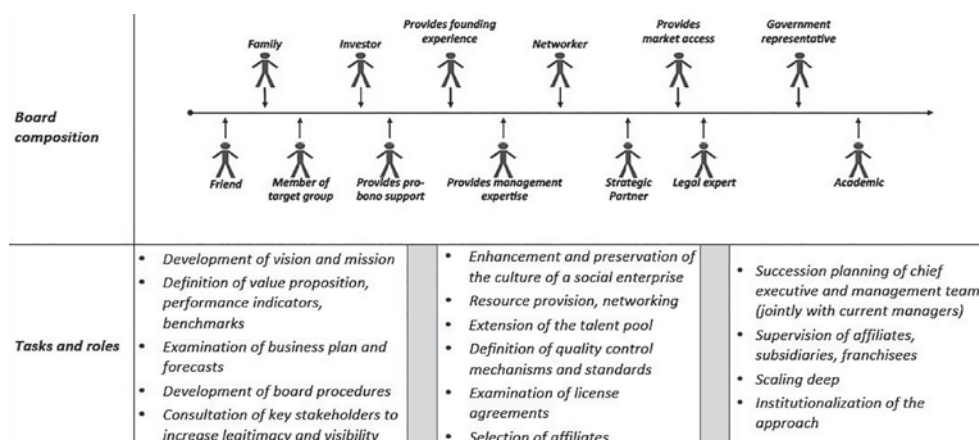 Provides founding
experience
Provides
market access
Government
representative
Family
Investor
Networker
Board
composition
Friend
Member of
target group
Provides pro-
bono support
Provides management
expertise
Strategic
Partner
Legal expert
Academic
Tasks and roles
• Development of vision and mission
• Definition of value proposition,
performance indicators,
benchmarks
• Examination of business plan and
forecasts
• Development of board procedures
• Consultation of key stakeholders to
increase legitimacy and visibility
• Enhancement and preservation of
the culture of a social enterprise
• Resource provision, networking
• Extension of the talent pool
• Definition of quality control
mechanisms and standards
• Examination of license
agreements
• Selection of affiliates
• Succession planning of chief
executive and management team
(jointly with current managers)
• Supervision of affiliates,
subsidiaries, franchisees
• Scaling deep
• Institutionalization of the
approach